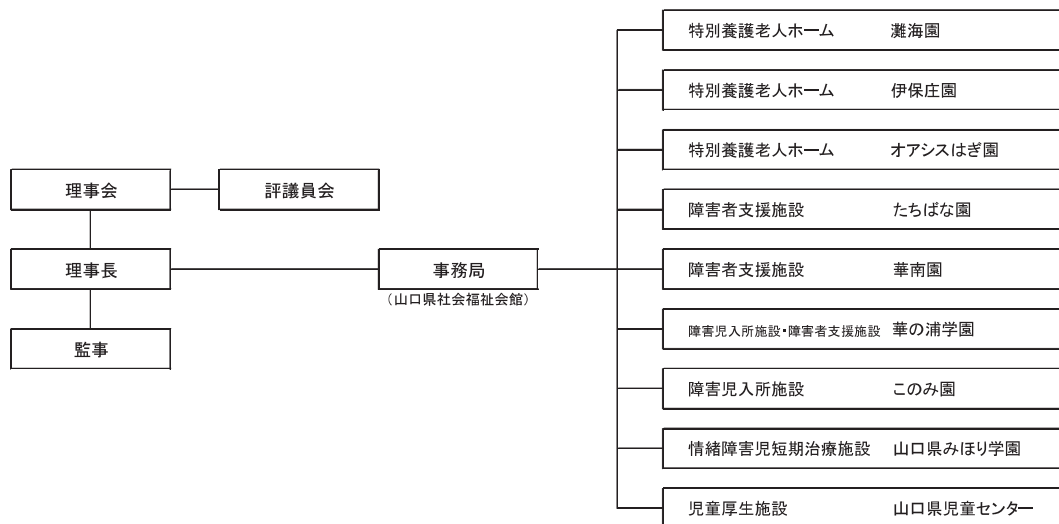 理事会
評議員会
理事長
監事
事務局
（山口県社会福祉会館）
特別養護老人ホーム 灘海園
特別養護老人ホーム 伊保庄園
特別養護老人ホーム オアシスはぎ園
障害者支援施設 たちばな園
障害者支援施設 華南園
障害児入所施設・障害者支援施設 華の浦学園
障害児入所施設 このみ園
情緒障害児短期治療施設 山口県みほり学園
児童厚生施設 山口県児童センター